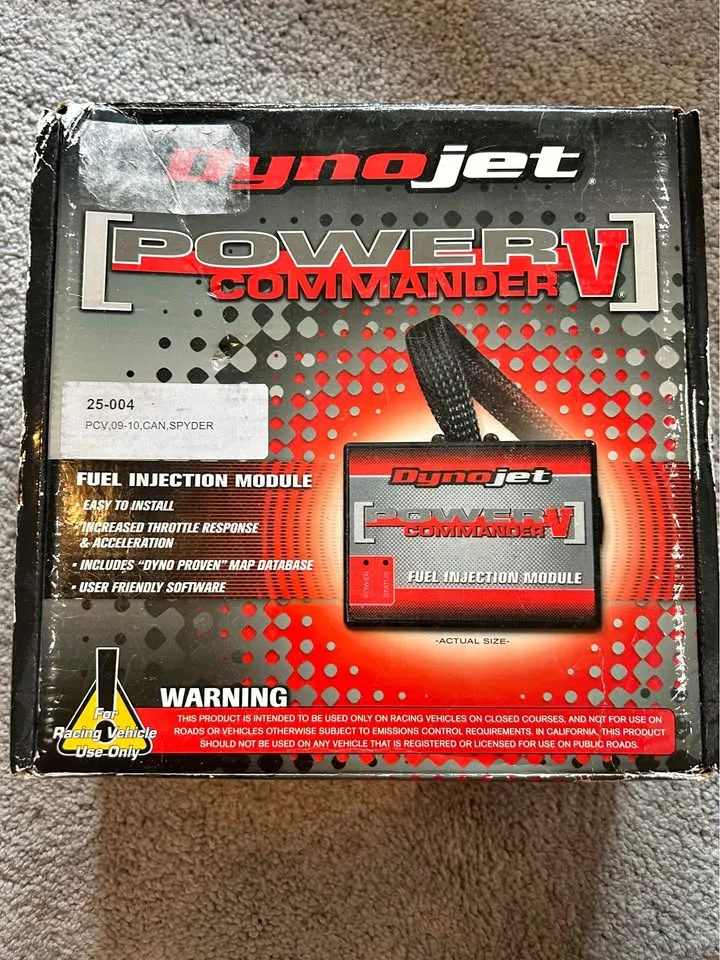 Dynojet
POWER V
COMMANDER
25-004
PCV,09-10,CAN,SPYDER
FUEL INJECTION MODULE
· EASY TO INSTALL
· INCREASED THROTTLE RESPONSE
& ACCELERATION
· INCLUDES “DYNO PROVEN” MAP DATABASE
· USER FRIENDLY SOFTWARE
Dynojet
POWER V
COMMANDER
POWER
STATUS
FUEL INJECTION MODULE
-ACTUAL SIZE-
For
Racing Vehicle
Use Only
WARNING
THIS PRODUCT IS INTENDED TO BE USED ONLY ON RACING VEHICLES ON CLOSED COURSES, AND NOT FOR USE ON
ROADS OR VEHICLES OTHERWISE SUBJECT TO EMISSIONS CONTROL REQUIREMENTS. IN CALIFORNIA, THIS PRODUCT
SHOULD NOT BE USED ON ANY VEHICLE THAT IS REGISTERED OR LICENSED FOR USE ON PUBLIC ROADS.